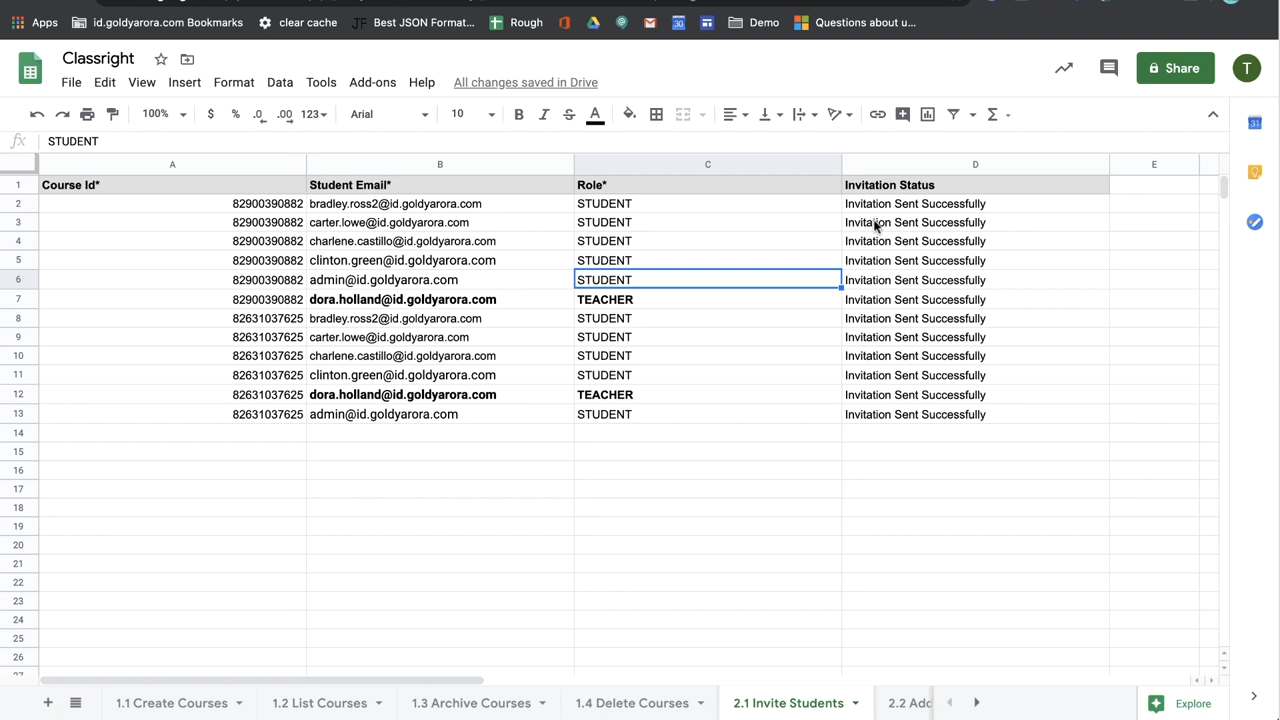 Apps id.goldyarora.com Bookmarks clear cache Best JSON Format... Rough Demo Questions about u...
Classright
File Edit View Insert Format Data Tools Add-ons Help All changes saved in Drive
Share
T
100% $ % .0 .00 123 Arial 10 B I S A
fx STUDENT
A B C D E
1 Course Id* Student Email* Role* Invitation Status
2 82900390882 bradley.ross2@id.goldyarora.com STUDENT Invitation Sent Successfully
3 82900390882 carter.lowe@id.goldyarora.com STUDENT Invitation Sent Successfully
4 82900390882 charlene.castillo@id.goldyarora.com STUDENT Invitation Sent Successfully
5 82900390882 clinton.green@id.goldyarora.com STUDENT Invitation Sent Successfully
6 82900390882 admin@id.goldyarora.com STUDENT Invitation Sent Successfully
7 82900390882 dora.holland@id.goldyarora.com TEACHER Invitation Sent Successfully
8 82631037625 bradley.ross2@id.goldyarora.com STUDENT Invitation Sent Successfully
9 82631037625 carter.lowe@id.goldyarora.com STUDENT Invitation Sent Successfully
10 82631037625 charlene.castillo@id.goldyarora.com STUDENT Invitation Sent Successfully
11 82631037625 clinton.green@id.goldyarora.com STUDENT Invitation Sent Successfully
12 82631037625 dora.holland@id.goldyarora.com TEACHER Invitation Sent Successfully
13 82631037625 admin@id.goldyarora.com STUDENT Invitation Sent Successfully
14
15
16
17
18
19
20
21
22
23
24
25
26
1.1 Create Courses 1.2 List Courses 1.3 Archive Courses 1.4 Delete Courses 2.1 Invite Students 2.2 Add Explore